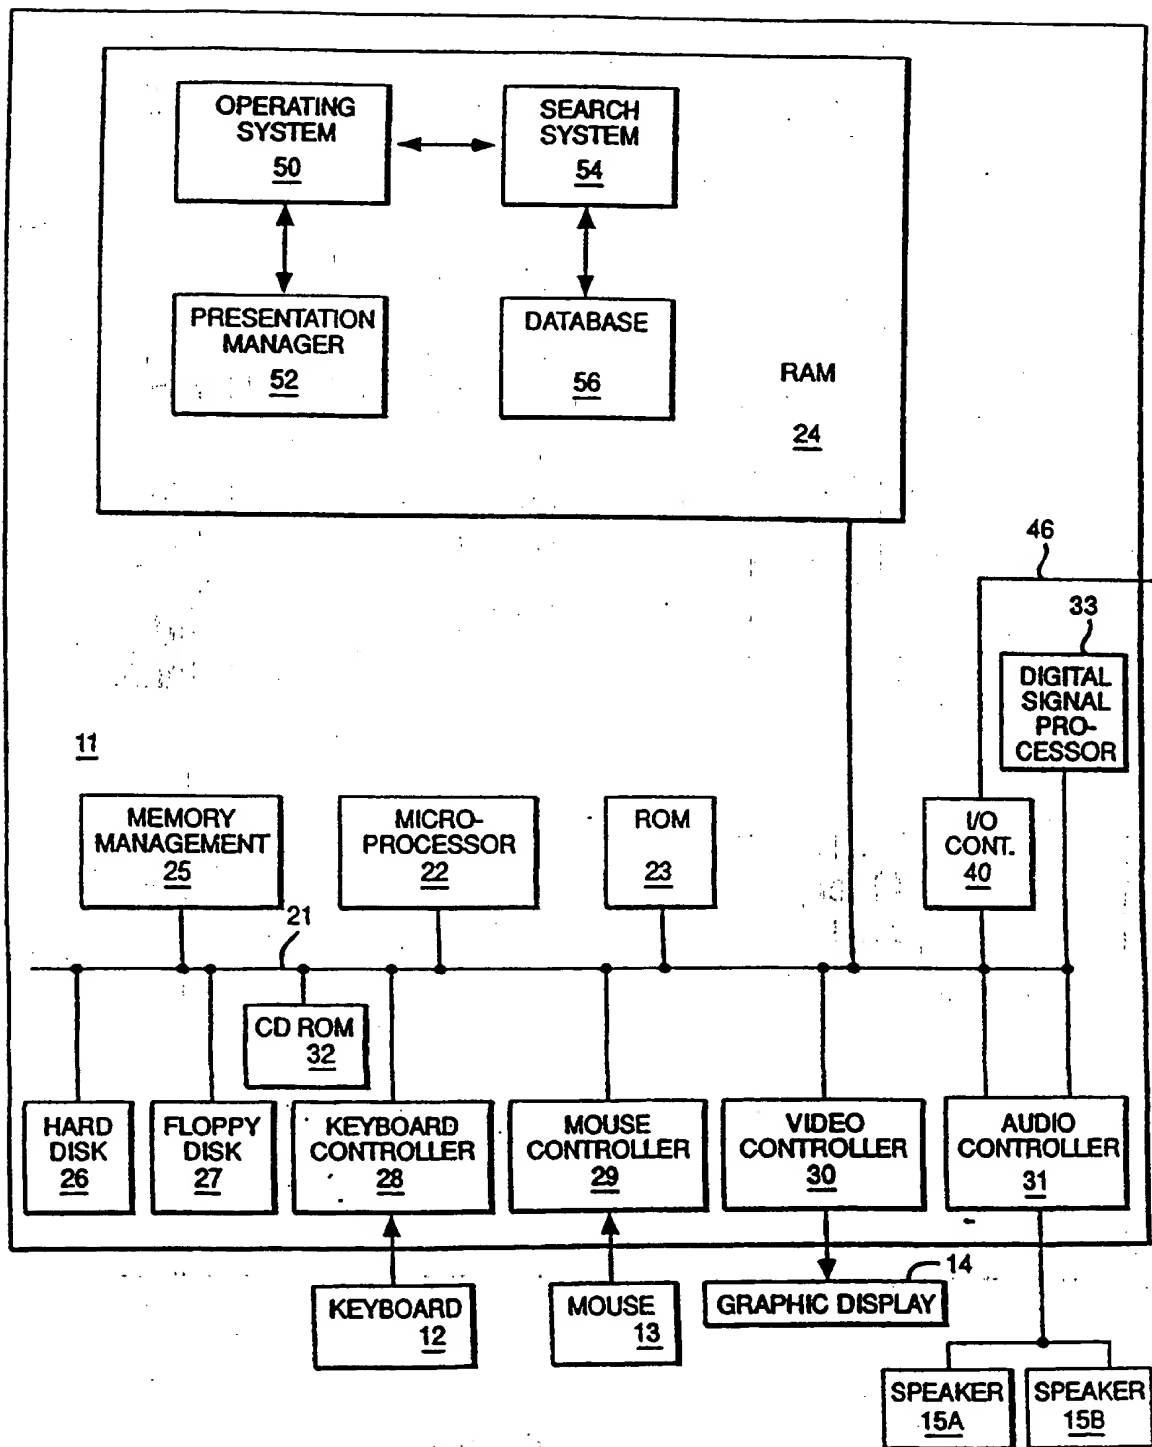 OPERATING
SYSTEM
50
SEARCH
SYSTEM
54
PRESENTATION
MANAGER
52
DATABASE
56
RAM
24
46
33
DIGITAL
SIGNAL
PRO-
CESSOR
11
MEMORY
MANAGEMENT
25
MICRO-
PROCESSOR
22
ROM
23
I/O
CONT.
40
21
CD ROM
32
HARD
DISK
26
FLOPPY
DISK
27
KEYBOARD
CONTROLLER
28
MOUSE
CONTROLLER
29
VIDEO
CONTROLLER
30
AUDIO
CONTROLLER
31
KEYBOARD
12
MOUSE
13
14
GRAPHIC DISPLAY
SPEAKER
15A
SPEAKER
15B